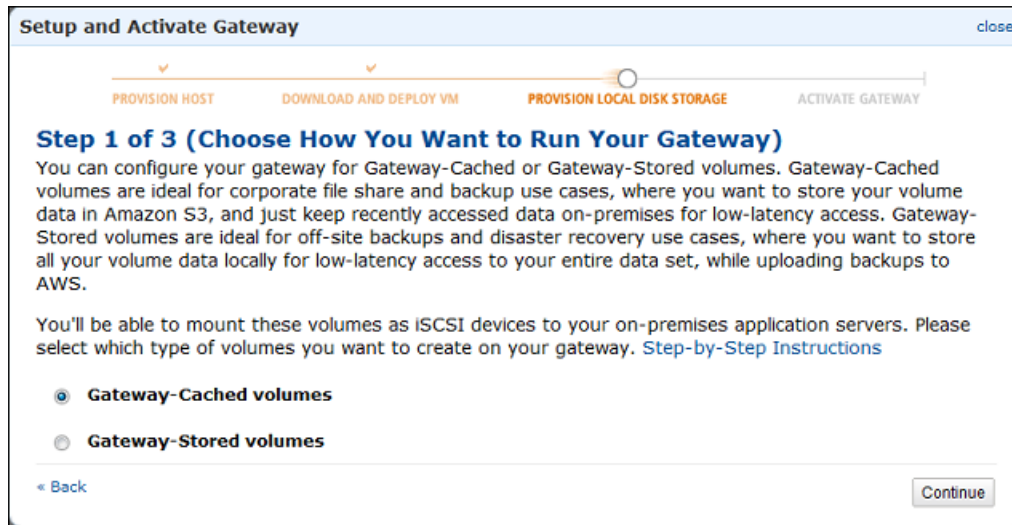 Setup and Activate Gateway
close
PROVISION HOST
DOWNLOAD AND DEPLOY VM
PROVISION LOCAL DISK STORAGE
ACTIVATE GATEWAY
Step 1 of 3 (Choose How You Want to Run Your Gateway)
You can configure your gateway for Gateway-Cached or Gateway-Stored volumes. Gateway-Cached
volumes are ideal for corporate file share and backup use cases, where you want to store your volume
data in Amazon S3, and just keep recently accessed data on-premises for low-latency access. Gateway-
Stored volumes are ideal for off-site backups and disaster recovery use cases, where you want to store
all your volume data locally for low-latency access to your entire data set, while uploading backups to
AWS.
You'll be able to mount these volumes as iSCSI devices to your on-premises application servers. Please
select which type of volumes you want to create on your gateway. Step-by-Step Instructions
Gateway-Cached volumes
Gateway-Stored volumes
« Back
Continue